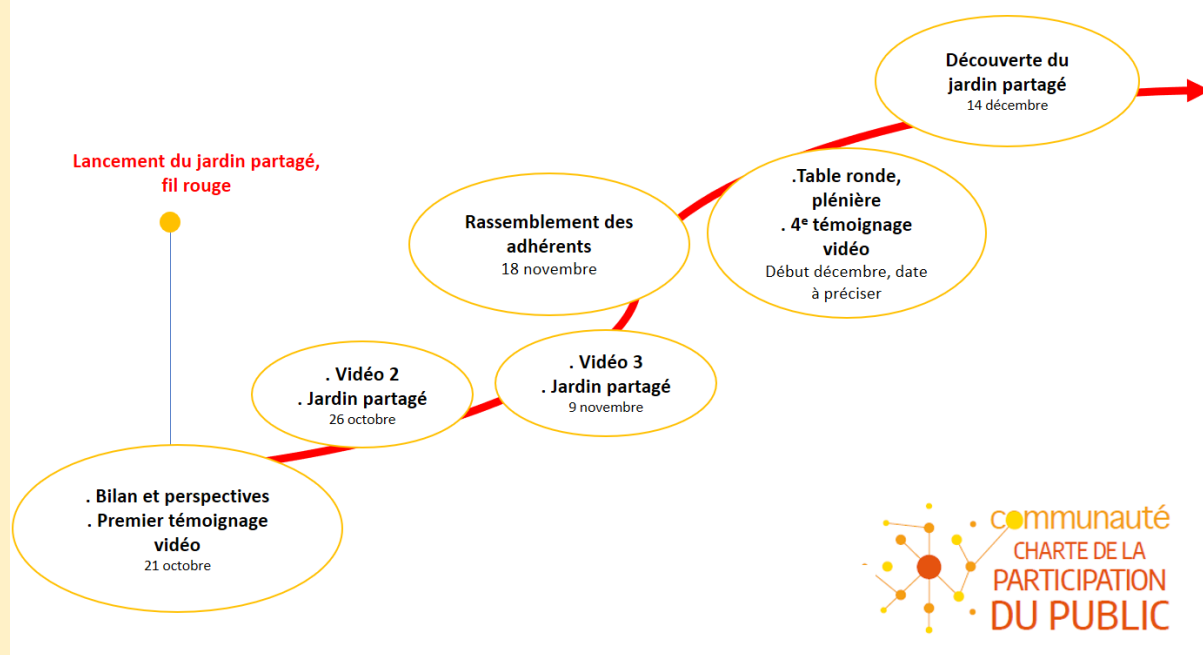 Lancement du jardin partagé,
fil rouge
. Bilan et perspectives
. Premier témoignage
vidéo
21 octobre
. Vidéo 2
. Jardin partagé
26 octobre
. Vidéo 3
. Jardin partagé
9 novembre
Rassemblement des
adhérents
18 novembre
.Table ronde,
plénière
. 4ᵉ témoignage
vidéo
Début décembre, date
à préciser
Découverte du
jardin partagé
14 décembre
communauté
CHARTE DE LA
PARTICIPATION
DU PUBLIC